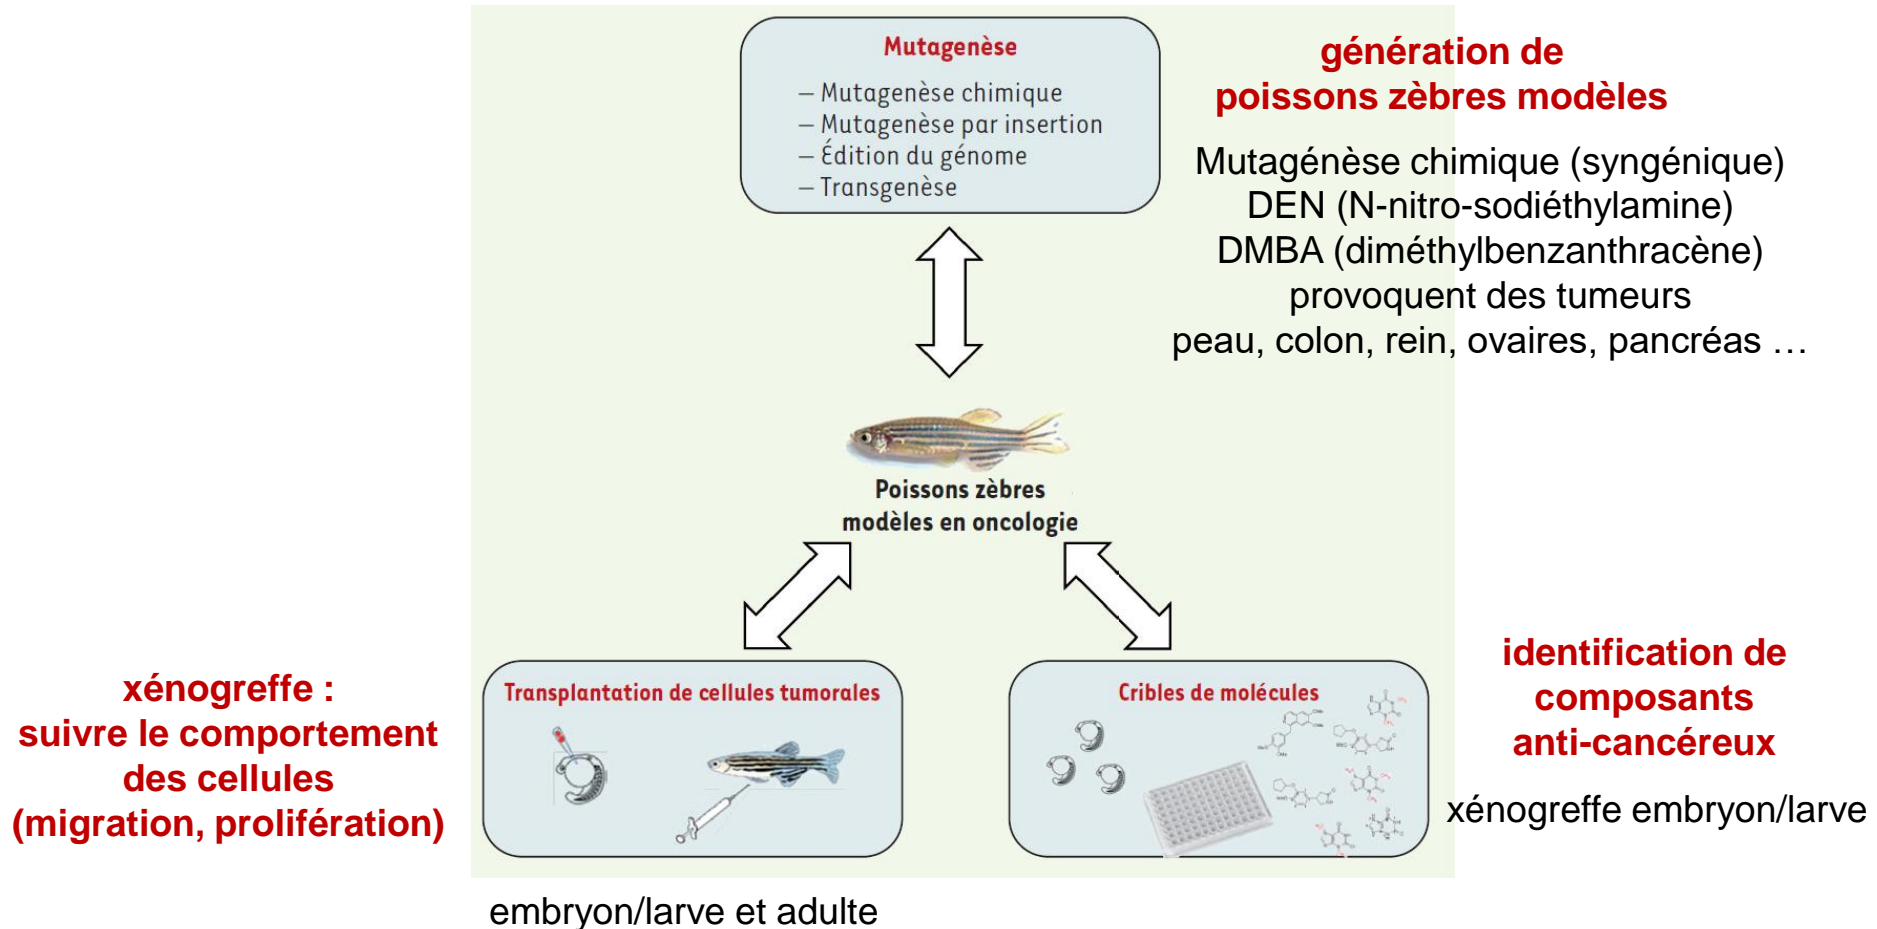 Mutagenèse
– Mutagenèse chimique
– Mutagenèse par insertion
– Édition du génome
– Transgenèse
génération de
poissons zèbres modèles
Mutagénèse chimique (syngénique)
DEN (N-nitro-sodiéthylamine)
DMBA (diméthylbenzanthracène)
provoquent des tumeurs
peau, colon, rein, ovaires, pancréas …
Poissons zèbres
modèles en oncologie
xénogreffe :
suivre le comportement
des cellules
(migration, prolifération)
Transplantation de cellules tumorales
embryon/larve et adulte
Cribles de molécules
identification de
composants
anti-cancéreux
xénogreffe embryon/larve